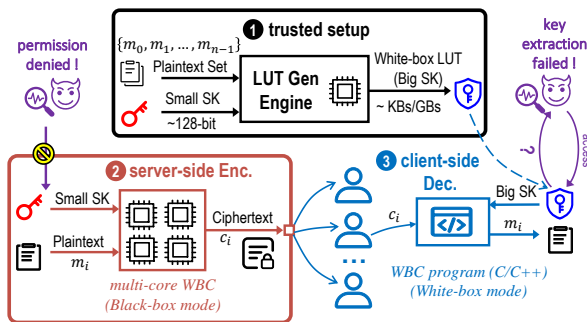 permission
denied !
{m₀, m₁, ..., mₙ₋₁}
❶ trusted setup
Plaintext Set
Small SK
~128-bit
LUT Gen
Engine
White-box LUT
(Big SK)
~ KBs/GBs
key
extraction
failed !
?
access
❷ server-side Enc.
Small SK
Plaintext
mᵢ
Ciphertext
cᵢ
multi-core WBC
(Black-box mode)
...
❸ client-side
Dec.
cᵢ
</>
Big SK
mᵢ
WBC program (C/C++)
(White-box mode)